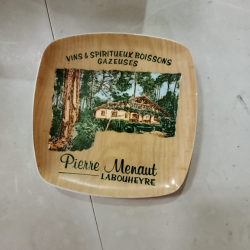 VINS & SPIRITUEUX BOISSONS
GAZEUSES
Pierre Menaut
LABOUHEYRE